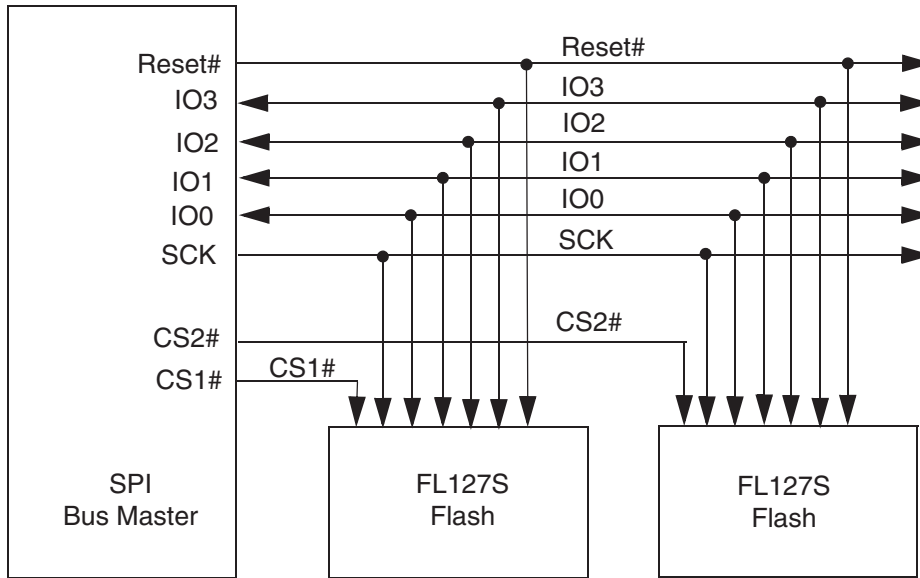 Reset#
Reset#
IO3
IO3
IO2
IO2
IO1
IO1
IO0
IO0
SCK
SCK
CS2#
CS2#
CS1#
CS1#
SPI
Bus Master
FL127S
Flash
FL127S
Flash